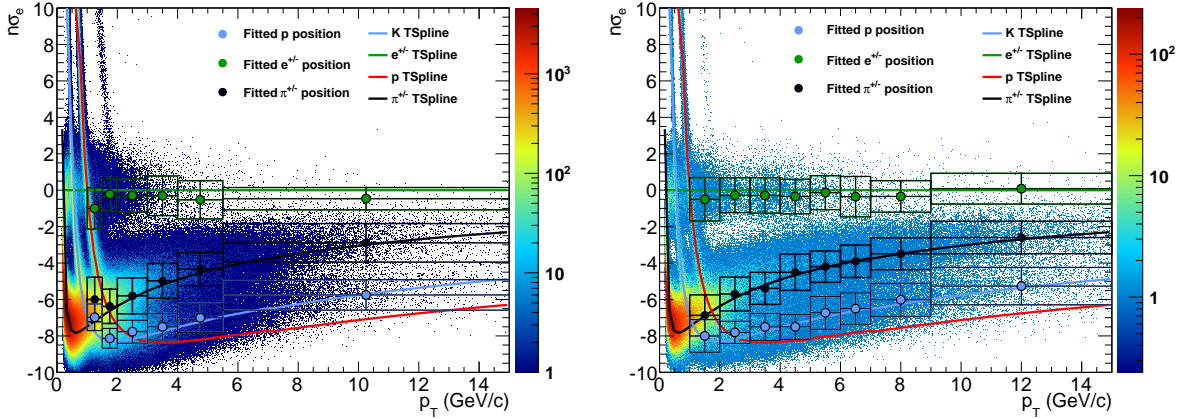 nσe
Fitted p position
Fitted e+/- position
Fitted π+/- position
K TSpline
e+/- TSpline
p TSpline
π+/- TSpline
10
8
6
4
2
0
-2
-4
-6
-8
-10
0 2 4 6 8 10 12 14
pT (GeV/c)
10³
10²
10
1
nσe
Fitted p position
Fitted e+/- position
Fitted π+/- position
K TSpline
e+/- TSpline
p TSpline
π+/- TSpline
10
8
6
4
2
0
-2
-4
-6
-8
-10
0 2 4 6 8 10 12 14
pT (GeV/c)
10²
10
1